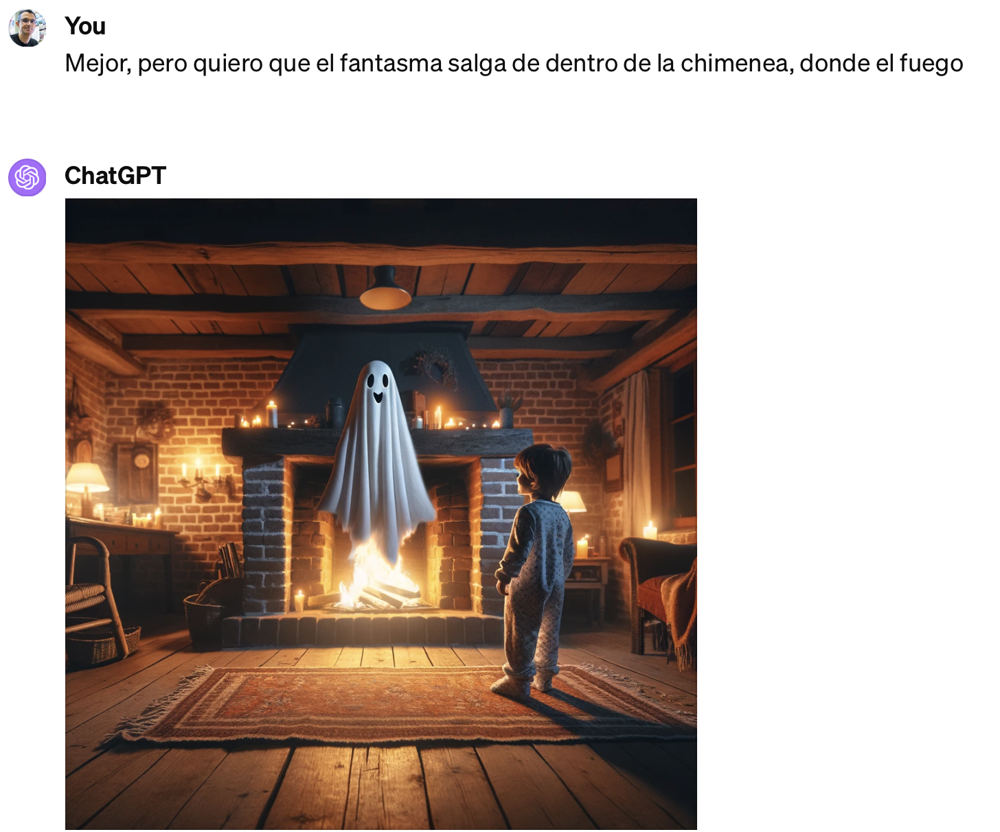 You
Mejor, pero quiero que el fantasma salga de dentro de la chimenea, donde el fuego
ChatGPT